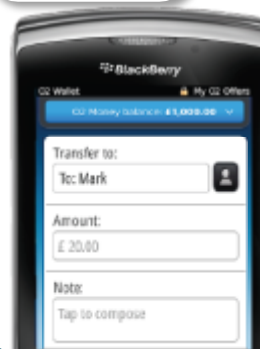 BlackBerry
O2 Wallet My O2 Offers
O2 Money balance: £1,000.00
Transfer to:
To: Mark
Amount:
£ 20.00
Note:
Tap to compose